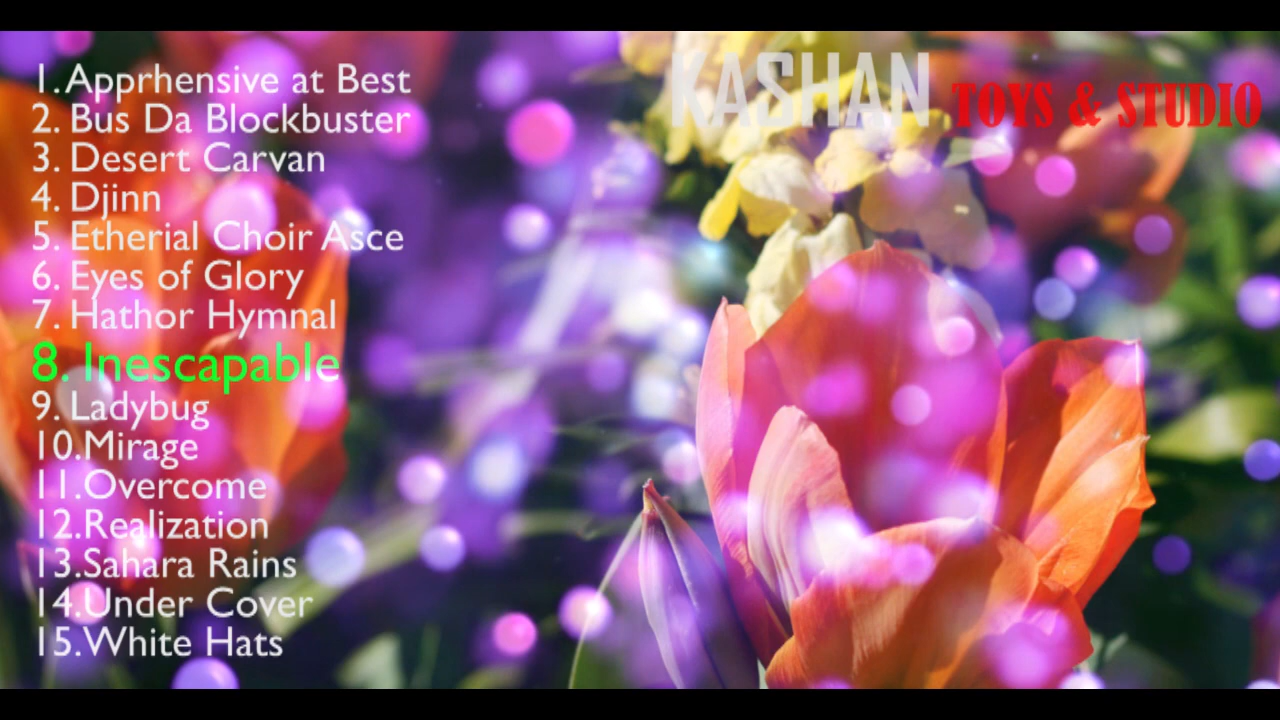 1.Apprhensive at Best
2. Bus Da Blockbuster
3. Desert Carvan
4. Djinn
5. Etherial Choir Asce
6. Eyes of Glory
7. Hathor Hymnal
8. Inescapable
9. Ladybug
10.Mirage
11.Overcome
12.Realization
13.Sahara Rains
14.Under Cover
15.White Hats
KASHAN TOYS & STUDIO